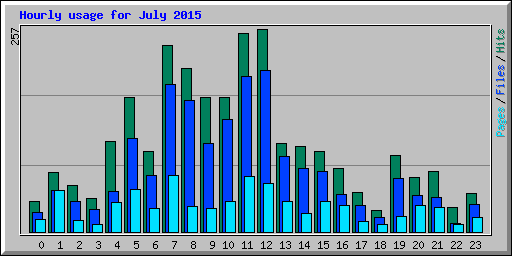 Hourly usage for July 2015
257
Pages / Files / Hits
0 1 2 3 4 5 6 7 8 9 10 11 12 13 14 15 16 17 18 19 20 21 22 23